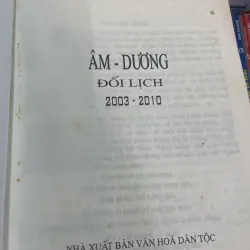 ÂM - DƯƠNG
ĐỐI LỊCH
2003 - 2010
NHÀ XUẤT BẢN VĂN HOÁ DÂN TỘC